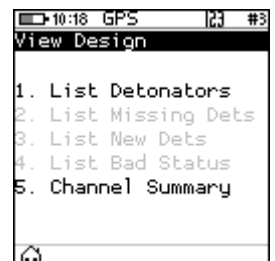 10:18 GPS 123 #3
View Design
1. List Detonators
2. List Missing Dets
3. List New Dets
4. List Bad Status
5. Channel Summary